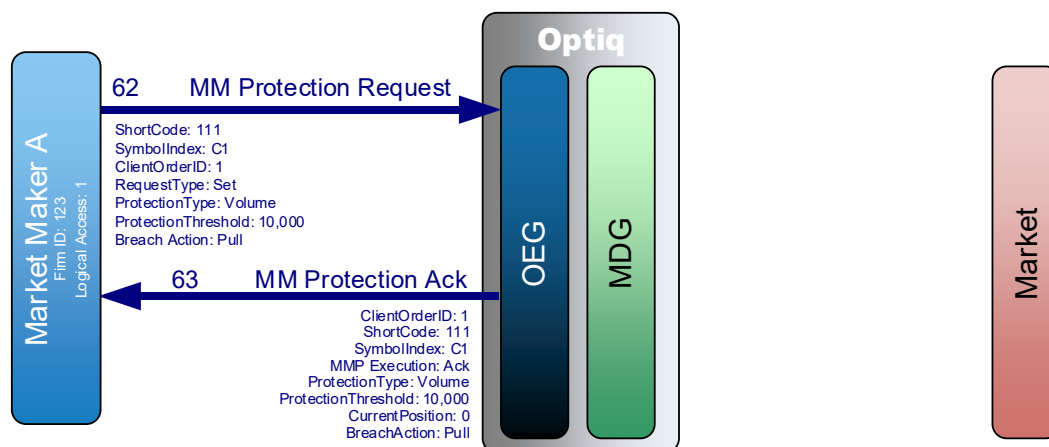 Optiq
Market Maker A
Firm ID: 123
Logical Access: 1
62 MM Protection Request
ShortCode: 111
SymbolIndex: C1
ClientOrderID: 1
RequestType: Set
ProtectionType: Volume
ProtectionThreshold: 10,000
Breach Action: Pull
OEG
MDG
Market
63 MM Protection Ack
ClientOrderID: 1
ShortCode: 111
SymbolIndex: C1
MMP Execution: Ack
ProtectionType: Volume
ProtectionThreshold: 10,000
CurrentPosition: 0
BreachAction: Pull